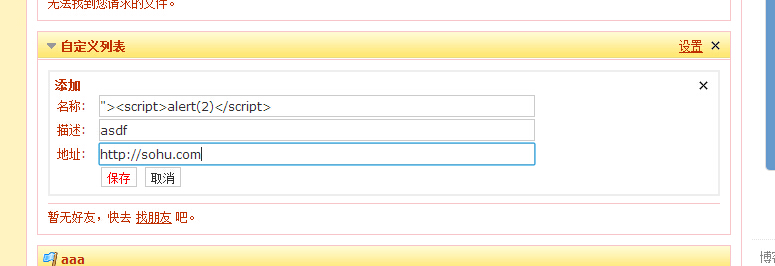 无法找到您请求的文件。
自定义列表 设置 ×
添加 ×
名称: "><script>alert(2)</script>
描述: asdf
地址: http://sohu.com
保存 取消
暂无好友，快去 找朋友 吧。
aaa
博客